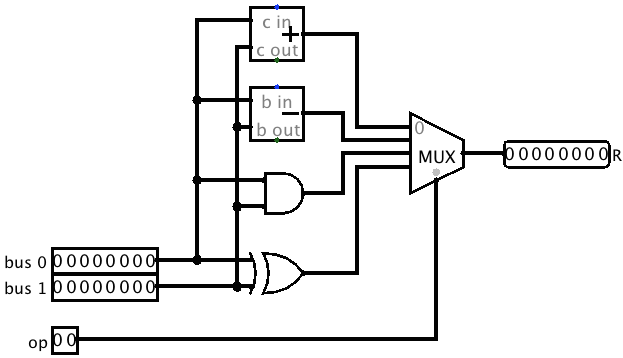 c in
+
c out
b in
−
b out
0
MUX
00000000 R
bus 0 00000000
bus 1 00000000
op 00